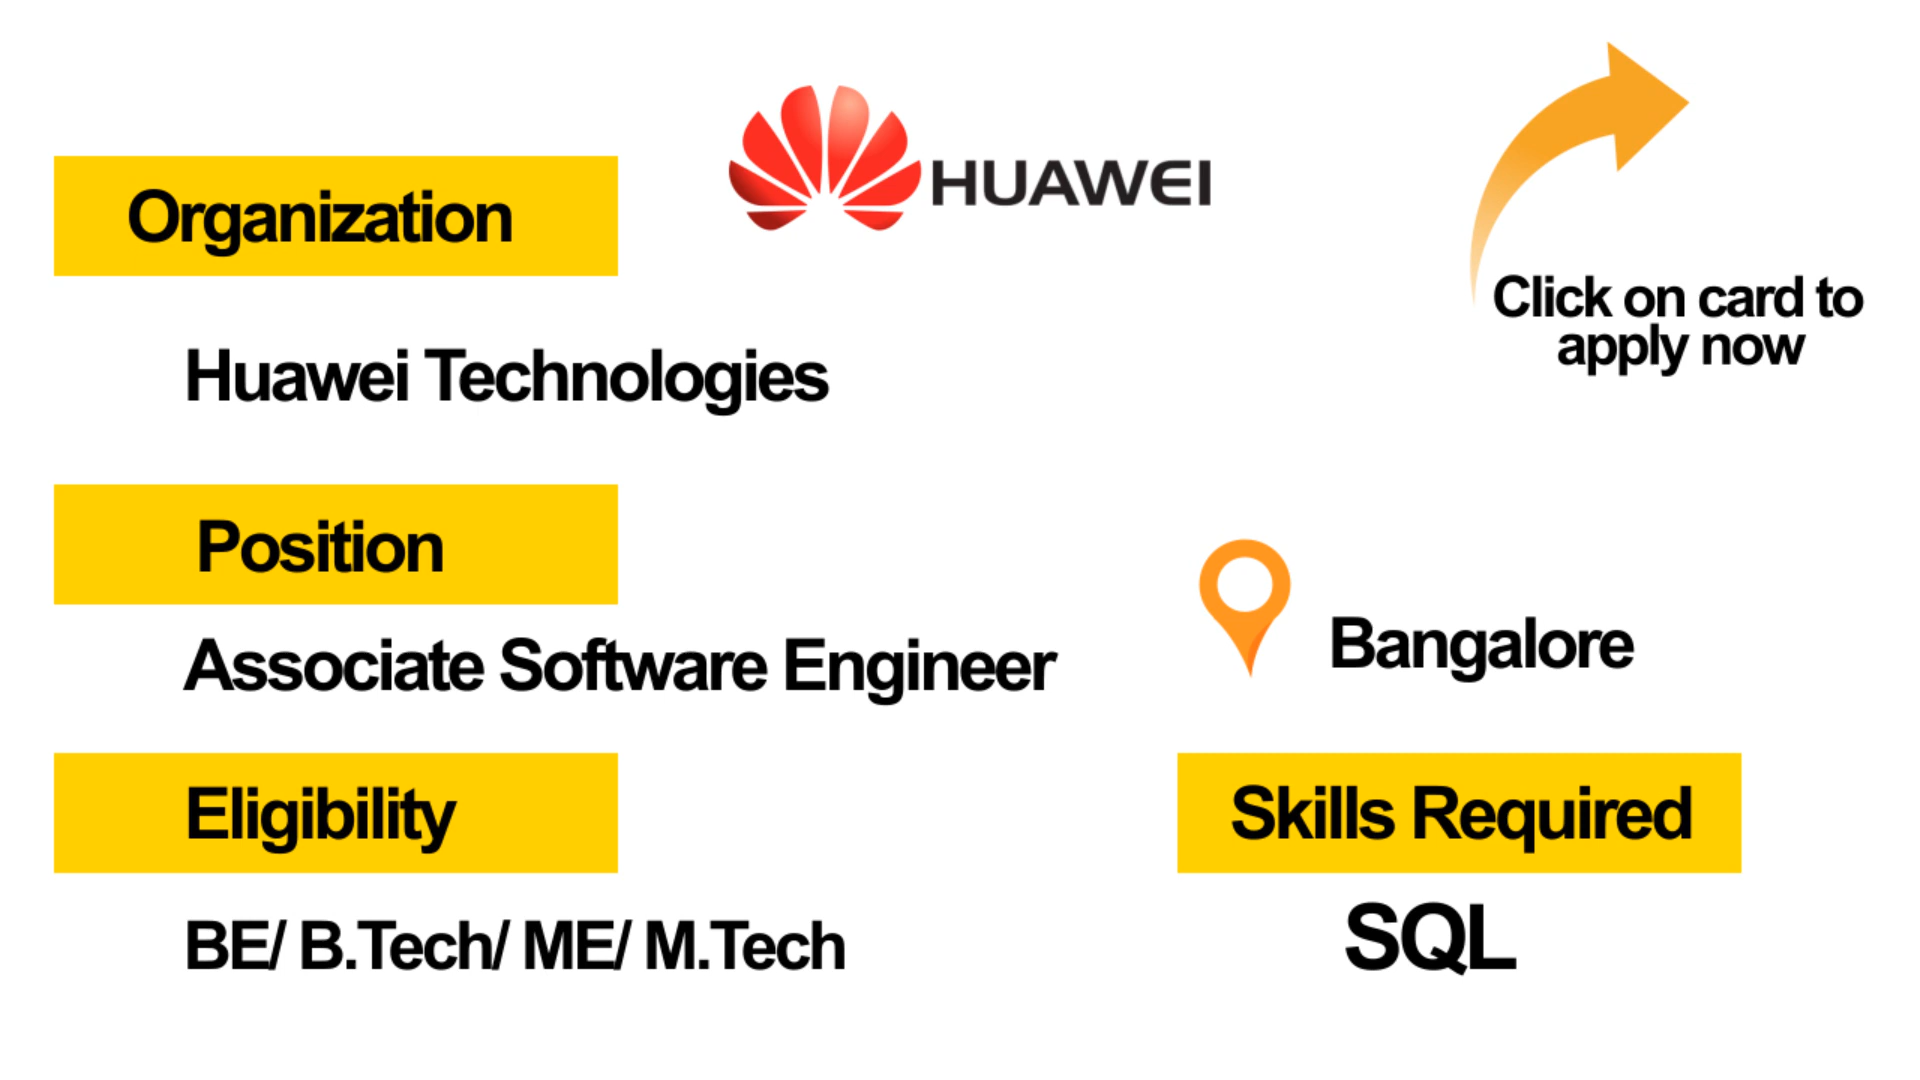 HUAWEI
Organization
Click on card to
apply now
Huawei Technologies
Position
Associate Software Engineer
Bangalore
Eligibility
Skills Required
BE/ B.Tech/ ME/ M.Tech
SQL